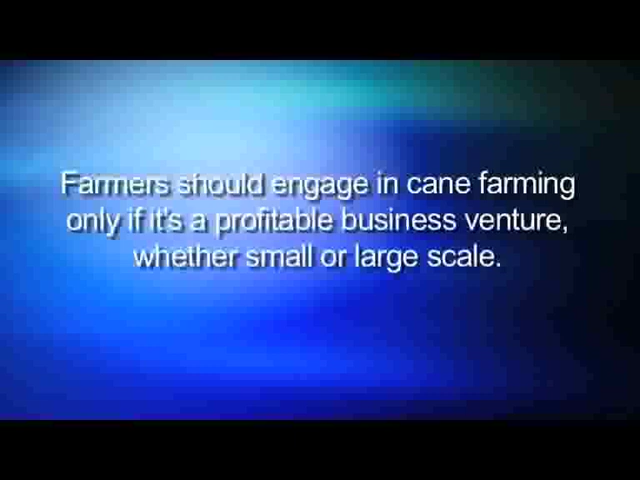 Farmers should engage in cane farming
only if it's a profitable business venture,
whether small or large scale.